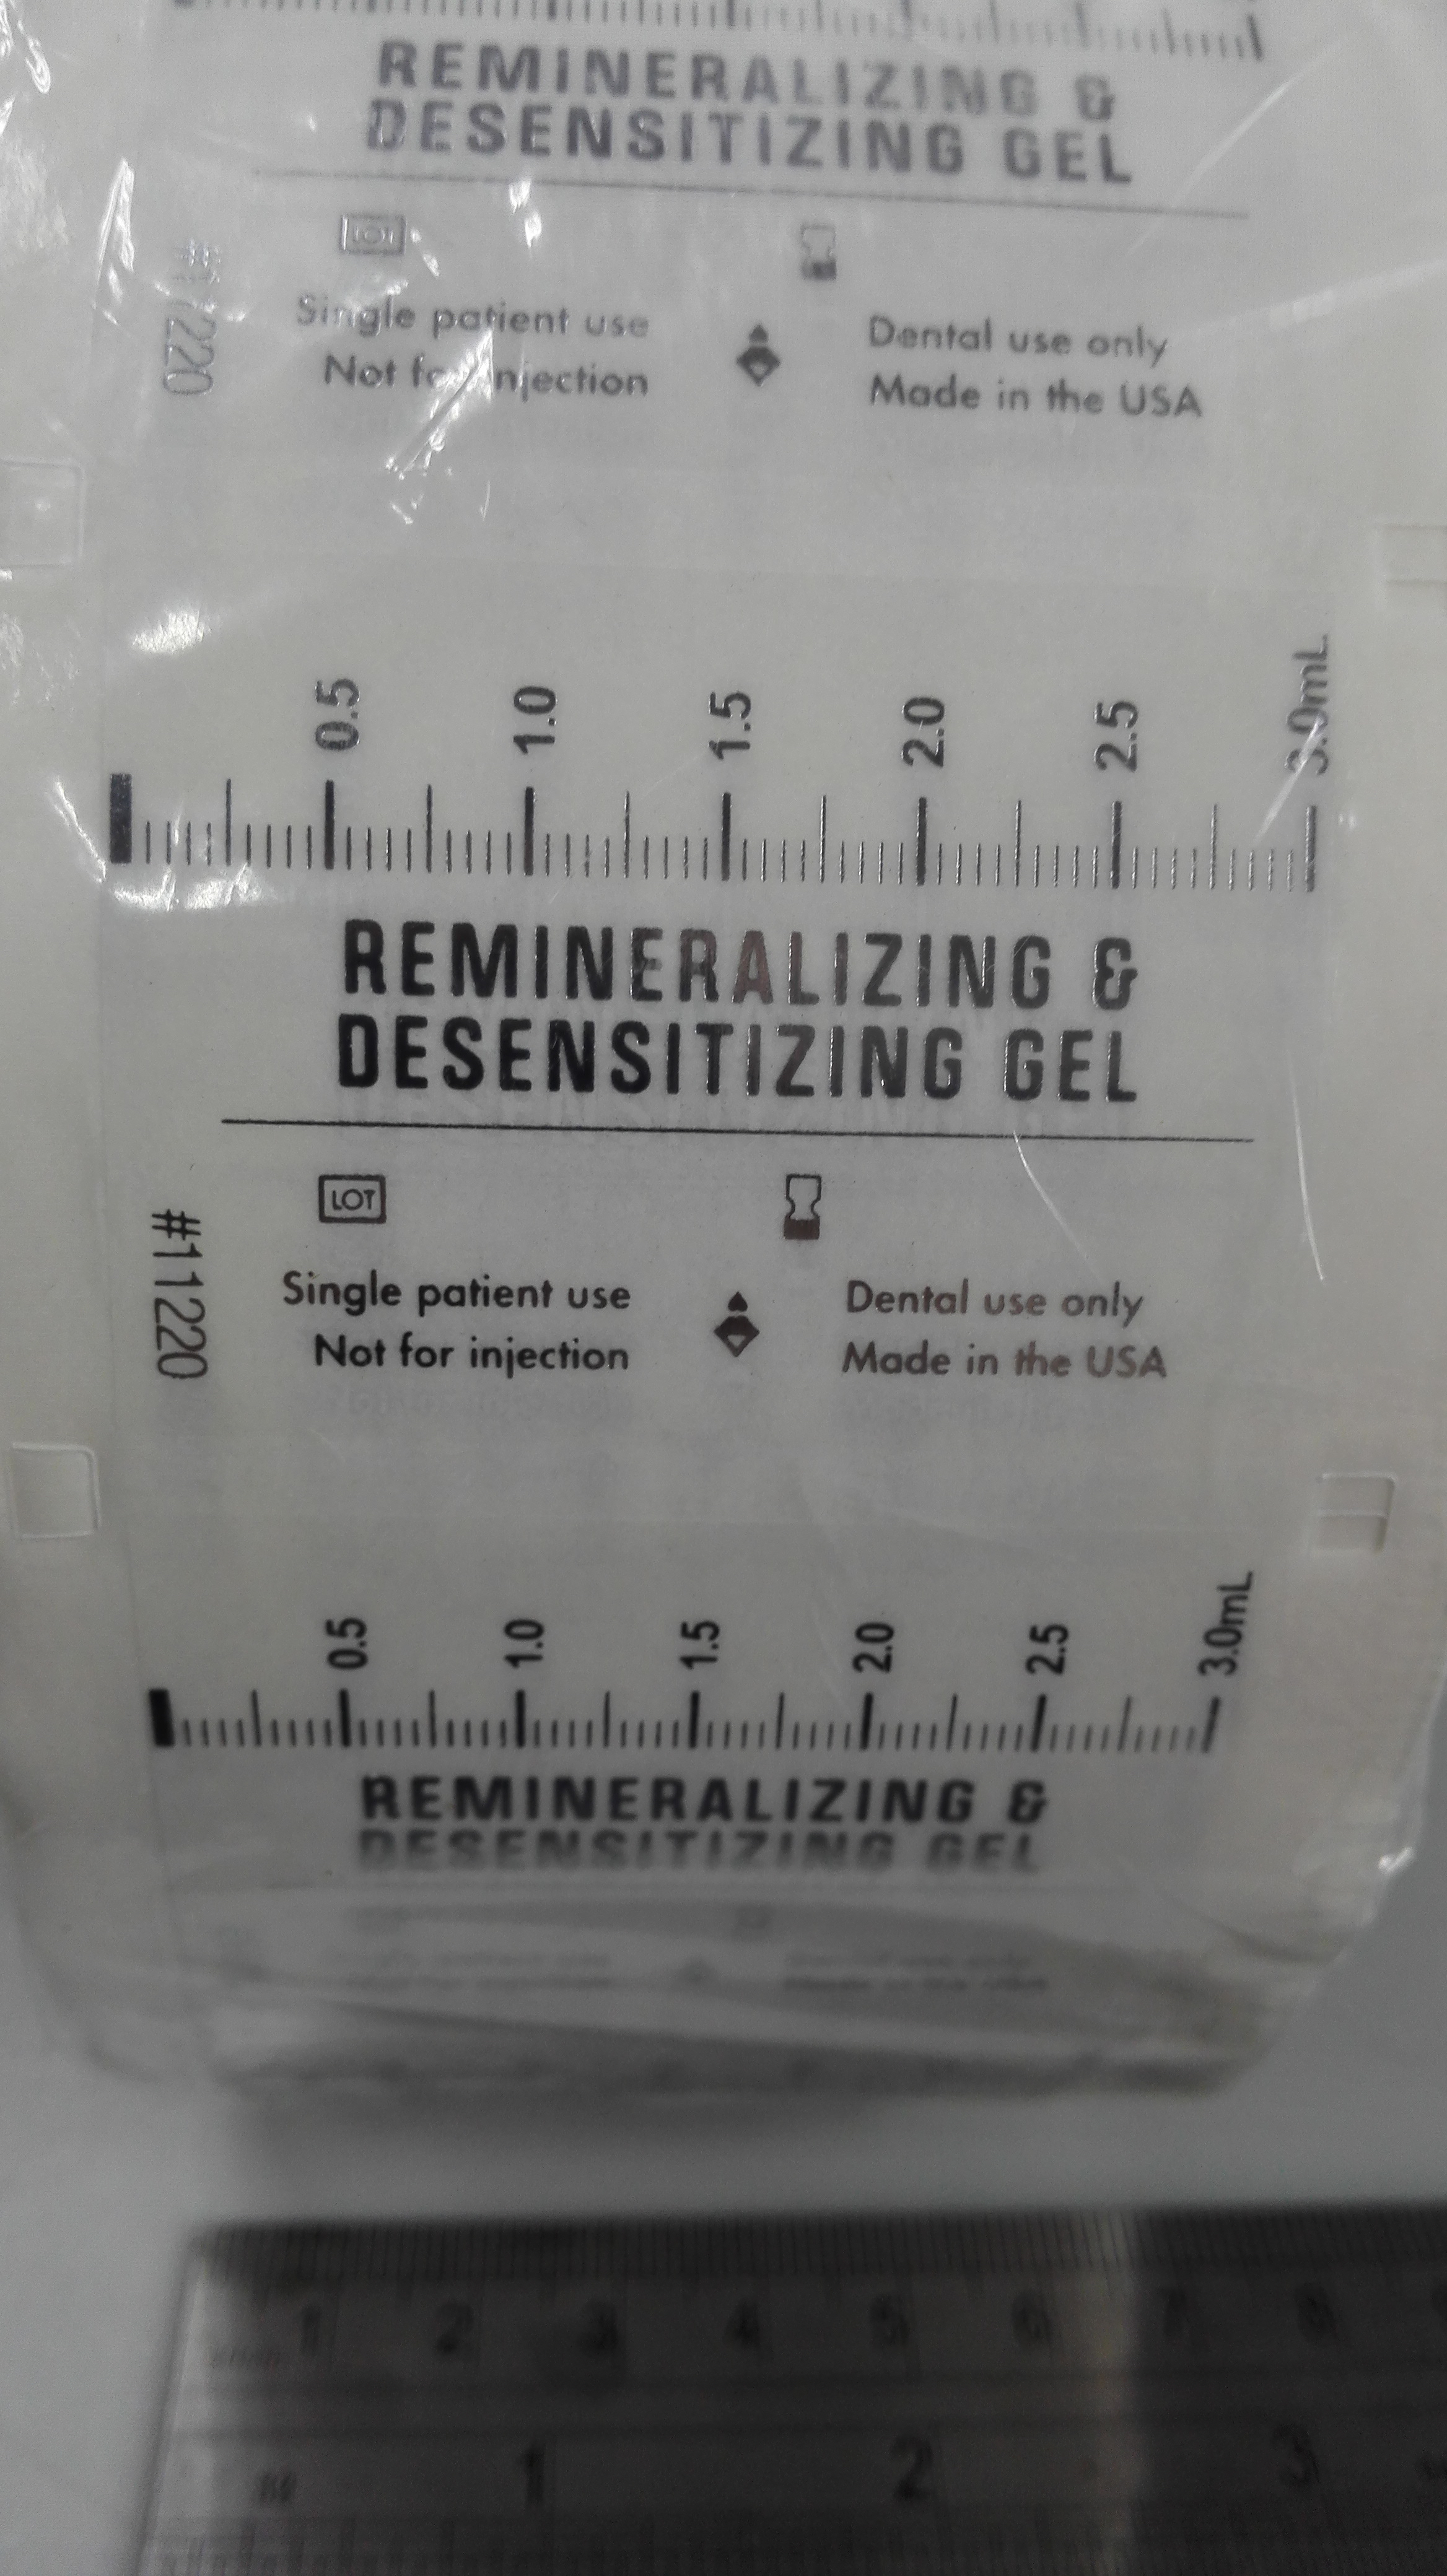 REMINERALIZING &
DESENSITIZING GEL
LOT
Single patient use
Not for injection
Dental use only
Made in the USA
0.5 1.0 1.5 2.0 2.5 3.0mL
REMINERALIZING &
DESENSITIZING GEL
LOT
#11220
Single patient use
Not for injection
Dental use only
Made in the USA
0.5 1.0 1.5 2.0 2.5 3.0mL
REMINERALIZING &
DESENSITIZING GEL
1 2 3 4 5 6 7 8
1 2 3